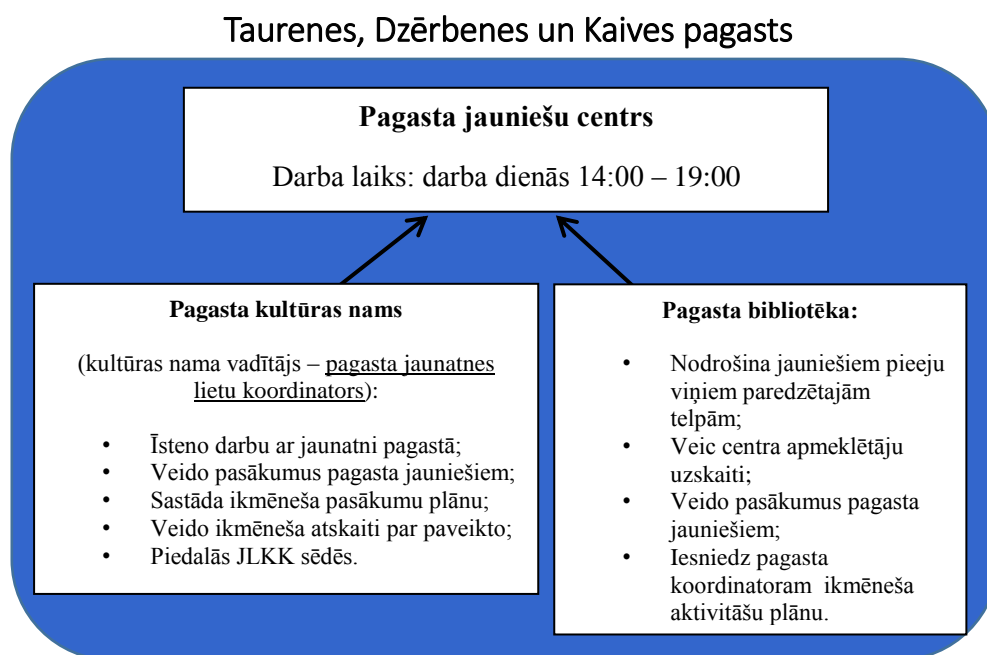 Taurenes, Dzērbenes un Kaives pagasts
Pagasta jauniešu centrs
Darba laiks: darba dienās 14:00 – 19:00
Pagasta kultūras nams
(kultūras nama vadītājs – pagasta jaunatnes
lietu koordinators):
• Īsteno darbu ar jaunatni pagastā;
• Veido pasākumus pagasta jauniešiem;
• Sastāda ikmēneša pasākumu plānu;
• Veido ikmēneša atskaiti par paveikto;
• Piedalās JLKK sēdēs.
Pagasta bibliotēka:
• Nodrošina jauniešiem pieeju
viņiem paredzētajām
telpām;
• Veic centra apmeklētāju
uzskaiti;
• Veido pasākumus pagasta
jauniešiem;
• Iesniedz pagasta
koordinatoram ikmēneša
aktivitāšu plānu.